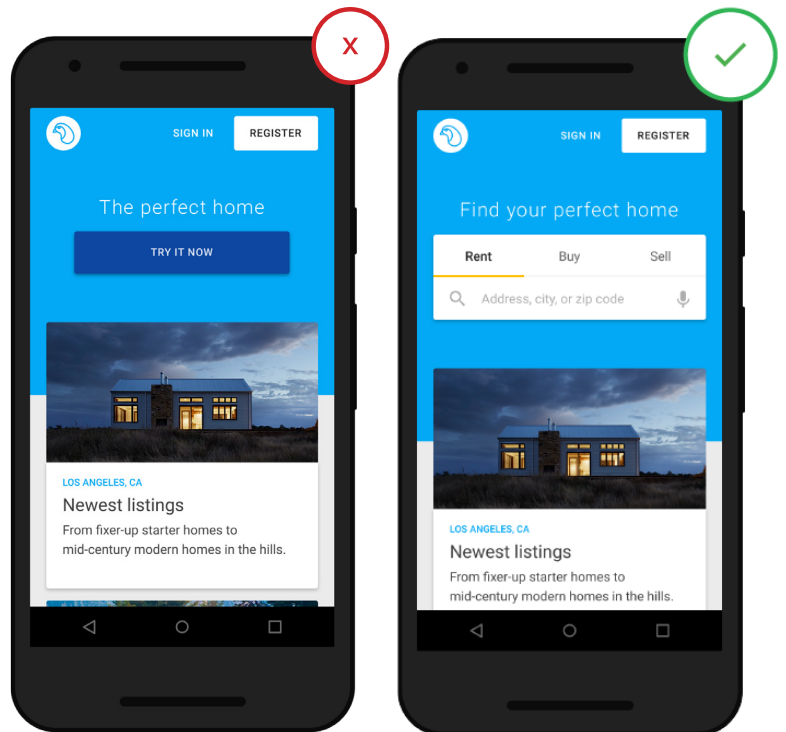 X
SIGN IN
REGISTER
The perfect home
TRY IT NOW
LOS ANGELES, CA
Newest listings
From fixer-up starter homes to
mid-century modern homes in the hills.
SIGN IN
REGISTER
Find your perfect home
Rent
Buy
Sell
Address, city, or zip code
LOS ANGELES, CA
Newest listings
From fixer-up starter homes to
mid-century modern homes in the hills.